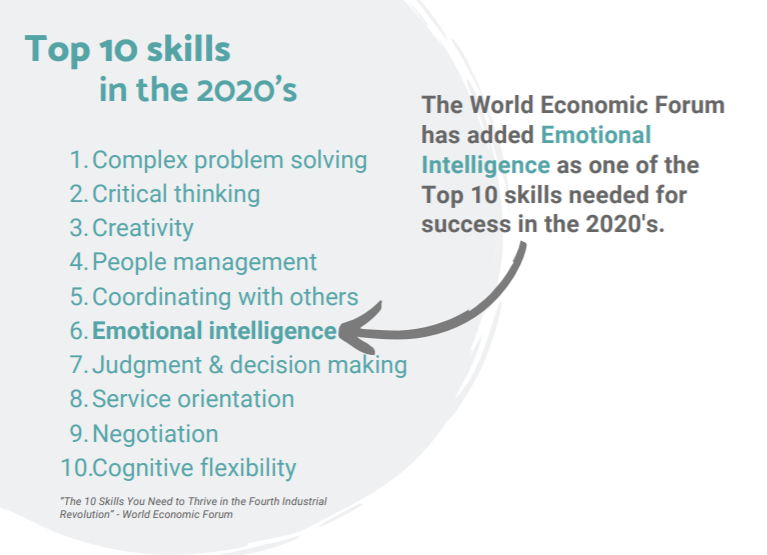 Top 10 skills
in the 2020's
The World Economic Forum
has added Emotional
Intelligence as one of the
Top 10 skills needed for
success in the 2020's.
1. Complex problem solving
2. Critical thinking
3. Creativity
4. People management
5. Coordinating with others
6. Emotional intelligence
7. Judgment & decision making
8. Service orientation
9. Negotiation
10.Cognitive flexibility
"The 10 Skills You Need to Thrive in the Fourth Industrial
Revolution" - World Economic Forum